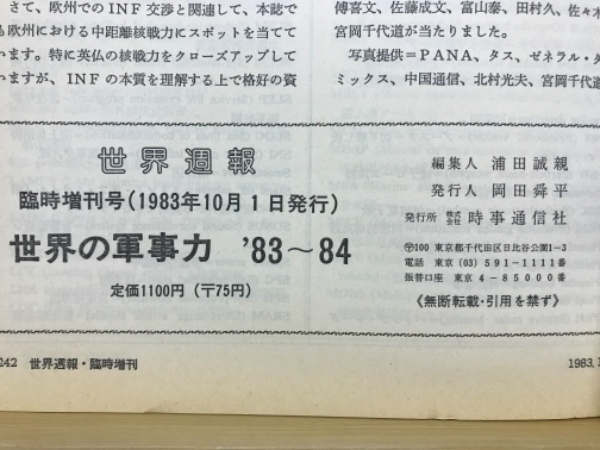 さて、欧州でのINF交渉と関連して、本誌で
欧州における中距離核戦力にスポットを当てて
います。特に英仏の核戦力をクローズアップして
いますが、INFの本質を理解する上で格好の資
傅喜文、佐藤成文、富山泰、田村久、佐々木
宮岡千代道が当たりました。
写真提供=PANA、タス、ゼネラル・
ミックス、中国通信、北村光夫、宮岡千代道
世界週報
臨時増刊号(1983年10月1日発行)
世界の軍事力 '83〜84
定価1100円(〒75円)
編集人 浦田誠親
発行人 岡田舜平
発行所 株式会社 時事通信社
〒100 東京都千代田区日比谷公園1−3
電話 東京(03)591−1111番
振替口座 東京4−85000番
《無断転載・引用を禁ず》
242 世界週報・臨時増刊
1983.